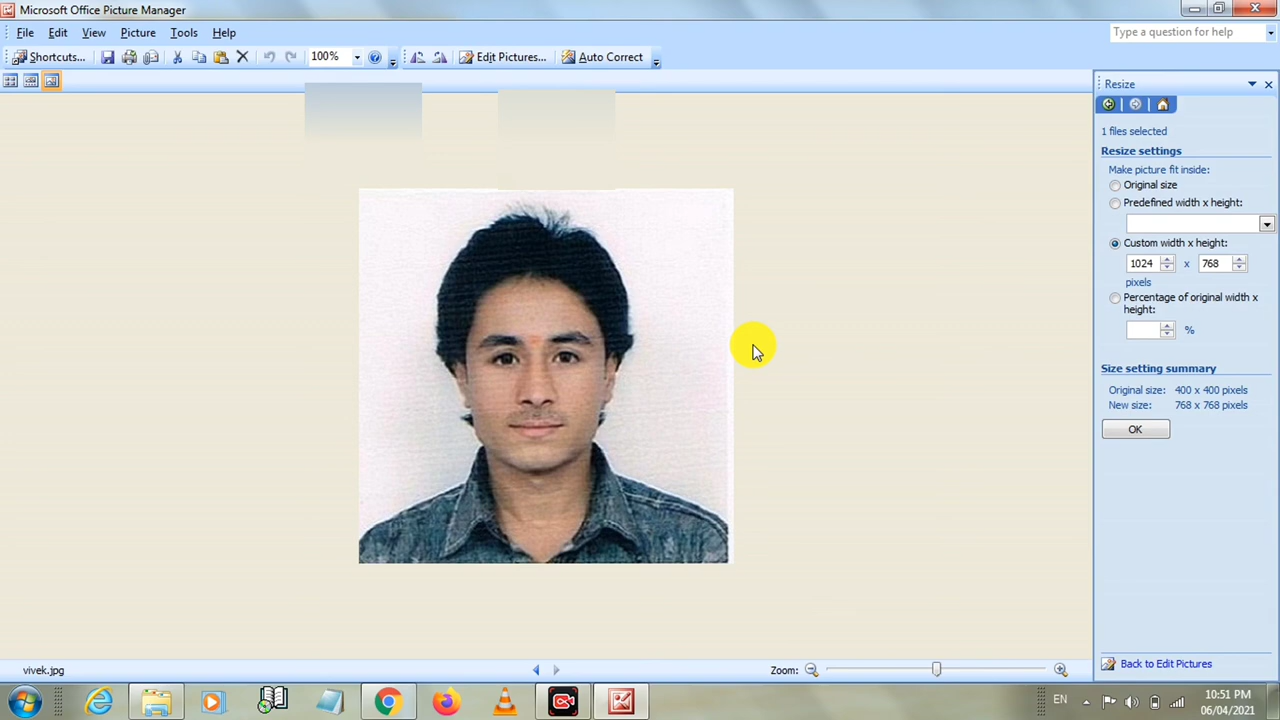 Microsoft Office Picture Manager
File Edit View Picture Tools Help
Type a question for help
Shortcuts... 100% Edit Pictures... Auto Correct
Resize
1 files selected
Resize settings
Make picture fit inside:
Original size
Predefined width x height:
Custom width x height:
1024 x 768
pixels
Percentage of original width x
height:
%
Size setting summary
Original size: 400 x 400 pixels
New size: 768 x 768 pixels
OK
Back to Edit Pictures
vivek.jpg
Zoom:
EN
10:51 PM
06/04/2021